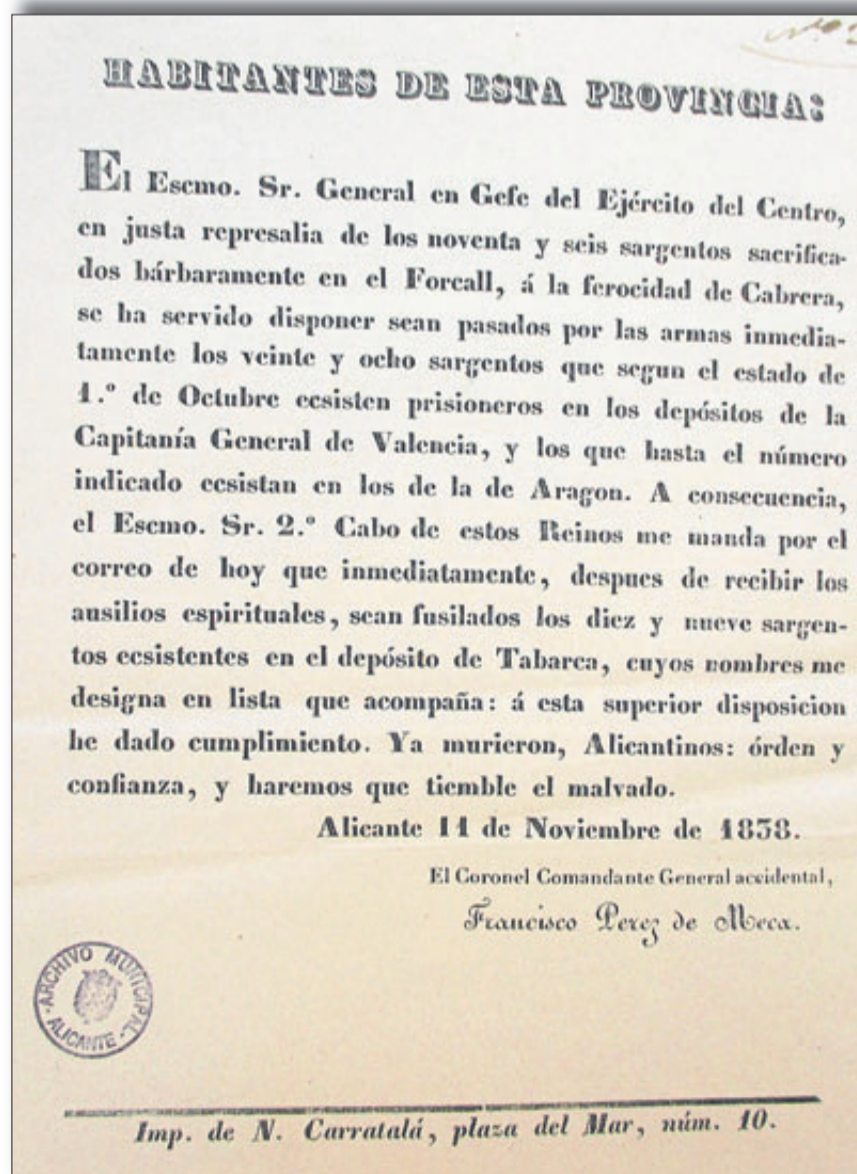 Nº
HABITANTES DE ESTA PROVINCIA:
El Escmo. Sr. General en Gefe del Ejército del Centro,
en justa represalia de los noventa y seis sargentos sacrifica-
dos bárbaramente en el Forcall, á la ferocidad de Cabrera,
se ha servido disponer sean pasados por las armas inmedia-
tamente los veinte y ocho sargentos que segun el estado de
1.º de Octubre ecsisten prisioneros en los depósitos de la
Capitanía General de Valencia, y los que hasta el número
indicado ecsistan en los de la de Aragon. A consecuencia,
el Escmo. Sr. 2.º Cabo de estos Reinos me manda por el
correo de hoy que inmediatamente, despues de recibir los
ausilios espirituales, sean fusilados los diez y nueve sargen-
tos ecsistentes en el depósito de Tabarca, cuyos nombres me
designa en lista que acompaña: á esta superior disposicion
he dado cumplimiento. Ya murieron, Alicantinos: órden y
confianza, y haremos que tiemble el malvado.
Alicante 11 de Noviembre de 1838.
El Coronel Comandante General accidental,
Francisco Perez de Meca.
ARCHIVO MUNICIPAL
ALICANTE
Imp. de N. Carratalá, plaza del Mar, núm. 10.